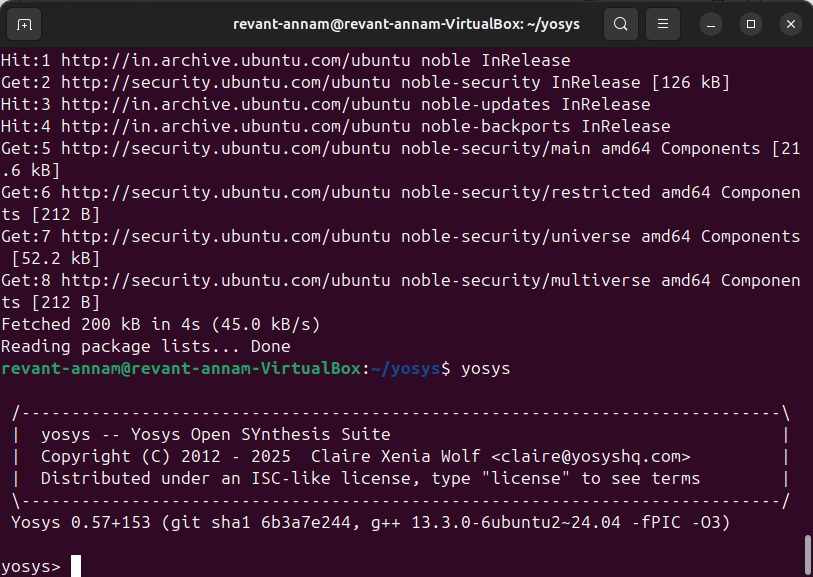 revant-annam@revant-annam-VirtualBox: ~/yosys
Hit:1 http://in.archive.ubuntu.com/ubuntu noble InRelease
Get:2 http://security.ubuntu.com/ubuntu noble-security InRelease [126 kB]
Hit:3 http://in.archive.ubuntu.com/ubuntu noble-updates InRelease
Hit:4 http://in.archive.ubuntu.com/ubuntu noble-backports InRelease
Get:5 http://security.ubuntu.com/ubuntu noble-security/main amd64 Components [21
.6 kB]
Get:6 http://security.ubuntu.com/ubuntu noble-security/restricted amd64 Componen
ts [212 B]
Get:7 http://security.ubuntu.com/ubuntu noble-security/universe amd64 Components
 [52.2 kB]
Get:8 http://security.ubuntu.com/ubuntu noble-security/multiverse amd64 Componen
ts [212 B]
Fetched 200 kB in 4s (45.0 kB/s)
Reading package lists... Done
revant-annam@revant-annam-VirtualBox:~/yosys$ yosys
 /----------------------------------------------------------------------------\
 |  yosys -- Yosys Open SYnthesis Suite                                       |
 |  Copyright (C) 2012 - 2025  Claire Xenia Wolf <claire@yosyshq.com>         |
 |  Distributed under an ISC-like license, type "license" to see terms        |
 \----------------------------------------------------------------------------/
 Yosys 0.57+153 (git sha1 6b3a7e244, g++ 13.3.0-6ubuntu2~24.04 -fPIC -O3)
yosys>